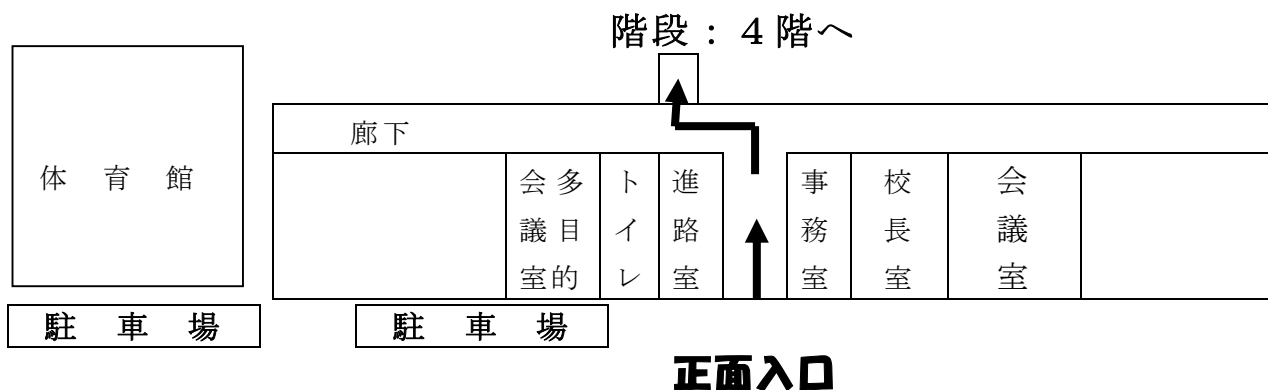 階段：４階へ
廊下
体育館
多目的
会議室
トイレ
進路室
事務室
校長室
会議室
駐車場
駐車場
正面入口